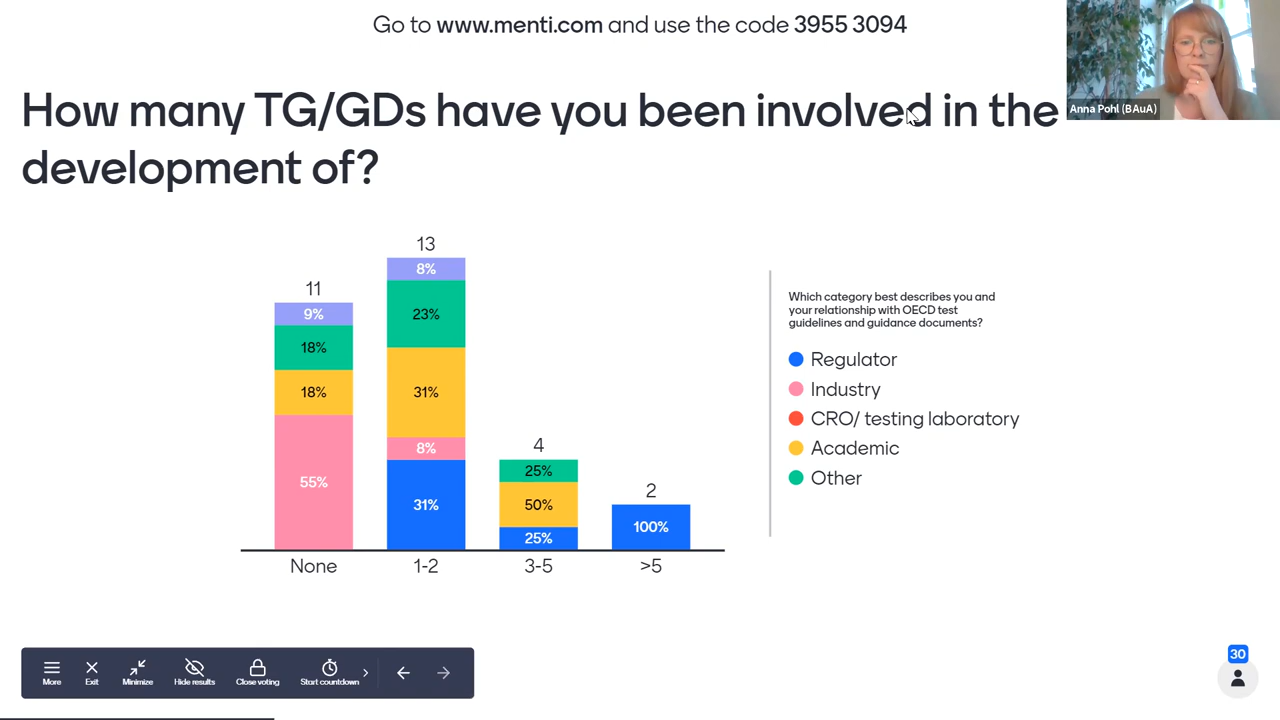 Go to www.menti.com and use the code 3955 3094
Anna Pohl (BAuA)
How many TG/GDs have you been involved in the
development of?
11
9%
18%
18%
55%
None
13
8%
23%
31%
8%
31%
1-2
4
25%
50%
25%
3-5
2
100%
>5
Which category best describes you and
your relationship with OECD test
guidelines and guidance documents?
Regulator
Industry
CRO/ testing laboratory
Academic
Other
More
Exit
Minimize
Hide results
Close voting
Start countdown
30